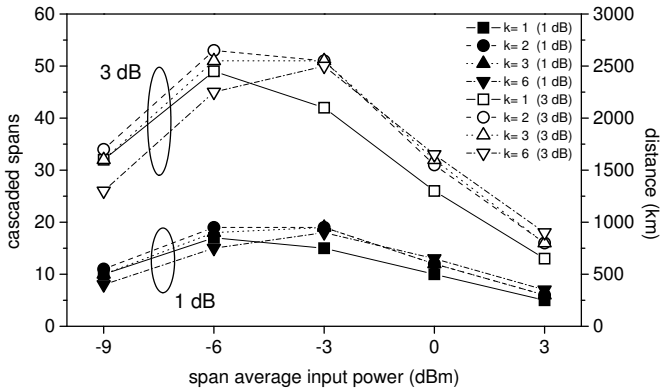 60
50
40
30
20
10
0
cascaded spans
3000
2500
2000
1500
1000
500
0
distance (km)
k= 1 (1 dB)
k= 2 (1 dB)
k= 3 (1 dB)
k= 6 (1 dB)
k= 1 (3 dB)
k= 2 (3 dB)
k= 3 (3 dB)
k= 6 (3 dB)
3 dB
1 dB
-9 -6 -3 0 3
span average input power (dBm)